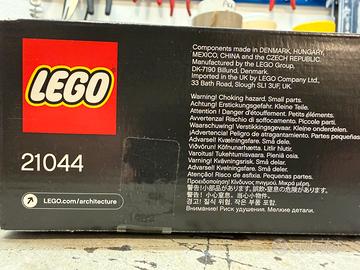 LEGO
21044
LEGO.com/architecture
Components made in DENMARK, HUNGARY,
MEXICO, CHINA and the CZECH REPUBLIC.
Manufactured by the LEGO Group,
DK-7190 Billund, Denmark.
Imported in the UK by LEGO Company Ltd.,
33 Bath Road, Slough SL1 3UF, UK.
Warning! Choking hazard. Small parts.
Achtung! Erstickungsgefahr. Kleine Teile.
Attention ! Danger d'étouffement. Petits éléments.
Avvertenza! Rischio di soffocamento. Piccole parti.
Waarschuwing! Verstikkingsgevaar. Kleine onderdelen.
¡Advertencia! Peligro de atragantamiento. Partes pequeñas.
Advarsel! Kvælningsfare. Små dele.
Viðvörun! Köfnunarhætta. Litlir hlutir.
Varoitus! Tukehtumisvaara. Pieniä osia.
Varning! Kvävningsrisk. Små delar.
Advarsel! Kvelningsfare. Små deler.
Atenção! Risco de asfixia. Pequenas partes.
Προειδοποίηση! Κίνδυνος πνιγμού. Μικρά μέρη.
警告!小部品があります。誤飲・窒息の危険があります。
警告!小心窒息。当心小物件。
경고! 질식 위험. 작은 부품 포함.
Внимание! Риск удушения. Мелкие детали.